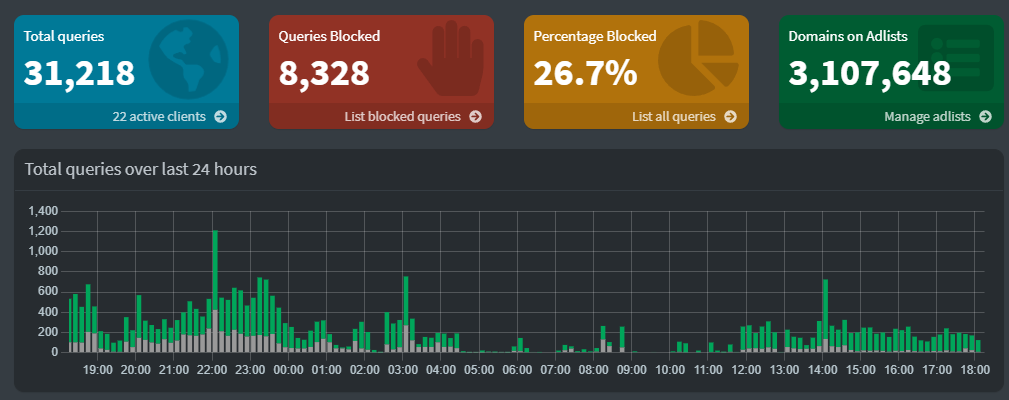 Total queries
31,218
22 active clients
Queries Blocked
8,328
List blocked queries
Percentage Blocked
26.7%
List all queries
Domains on Adlists
3,107,648
Manage adlists
Total queries over last 24 hours
1,400
1,200
1,000
800
600
400
200
0
19:00 20:00 21:00 22:00 23:00 00:00 01:00 02:00 03:00 04:00 05:00 06:00 07:00 08:00 09:00 10:00 11:00 12:00 13:00 14:00 15:00 16:00 17:00 18:00